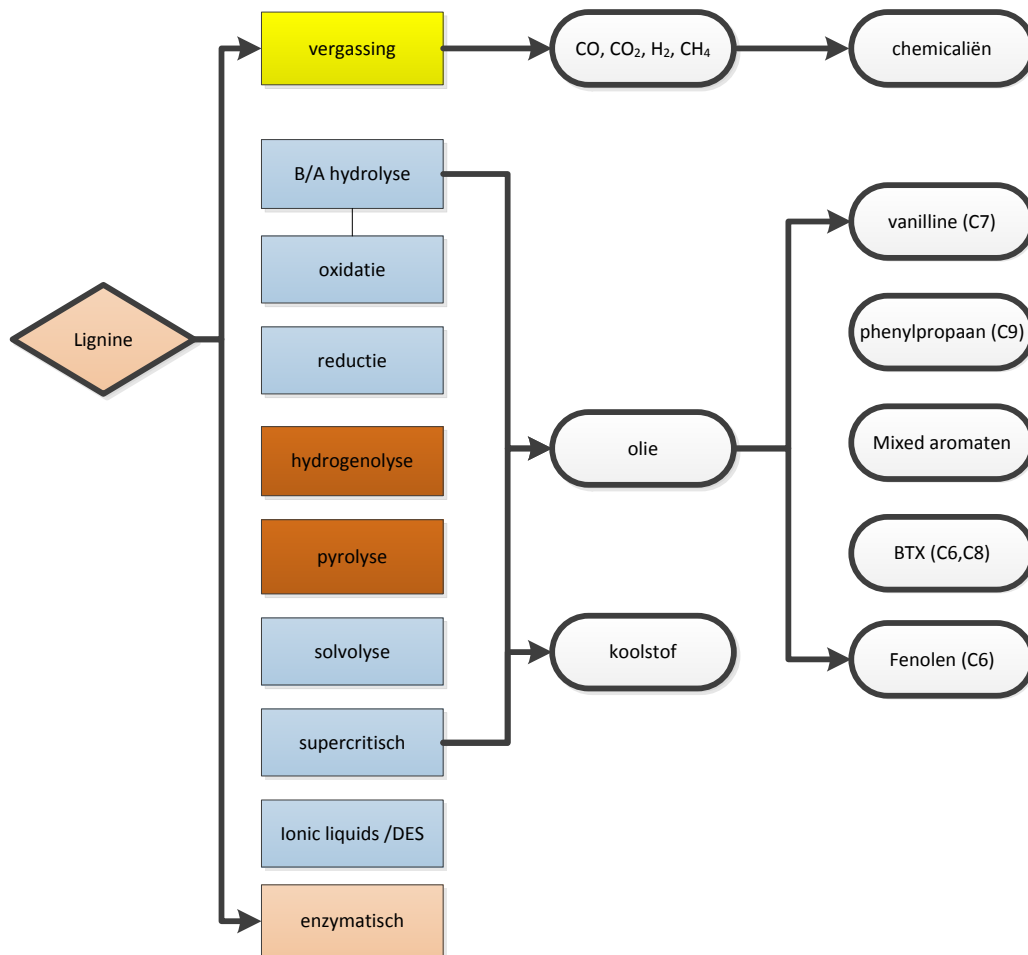 vergassing
CO, CO₂, H₂, CH₄
chemicaliën
B/A hydrolyse
vanilline (C7)
oxidatie
Lignine
reductie
phenylpropaan (C9)
hydrogenolyse
olie
Mixed aromaten
pyrolyse
BTX (C6,C8)
solvolyse
koolstof
Fenolen (C6)
supercritisch
Ionic liquids /DES
enzymatisch